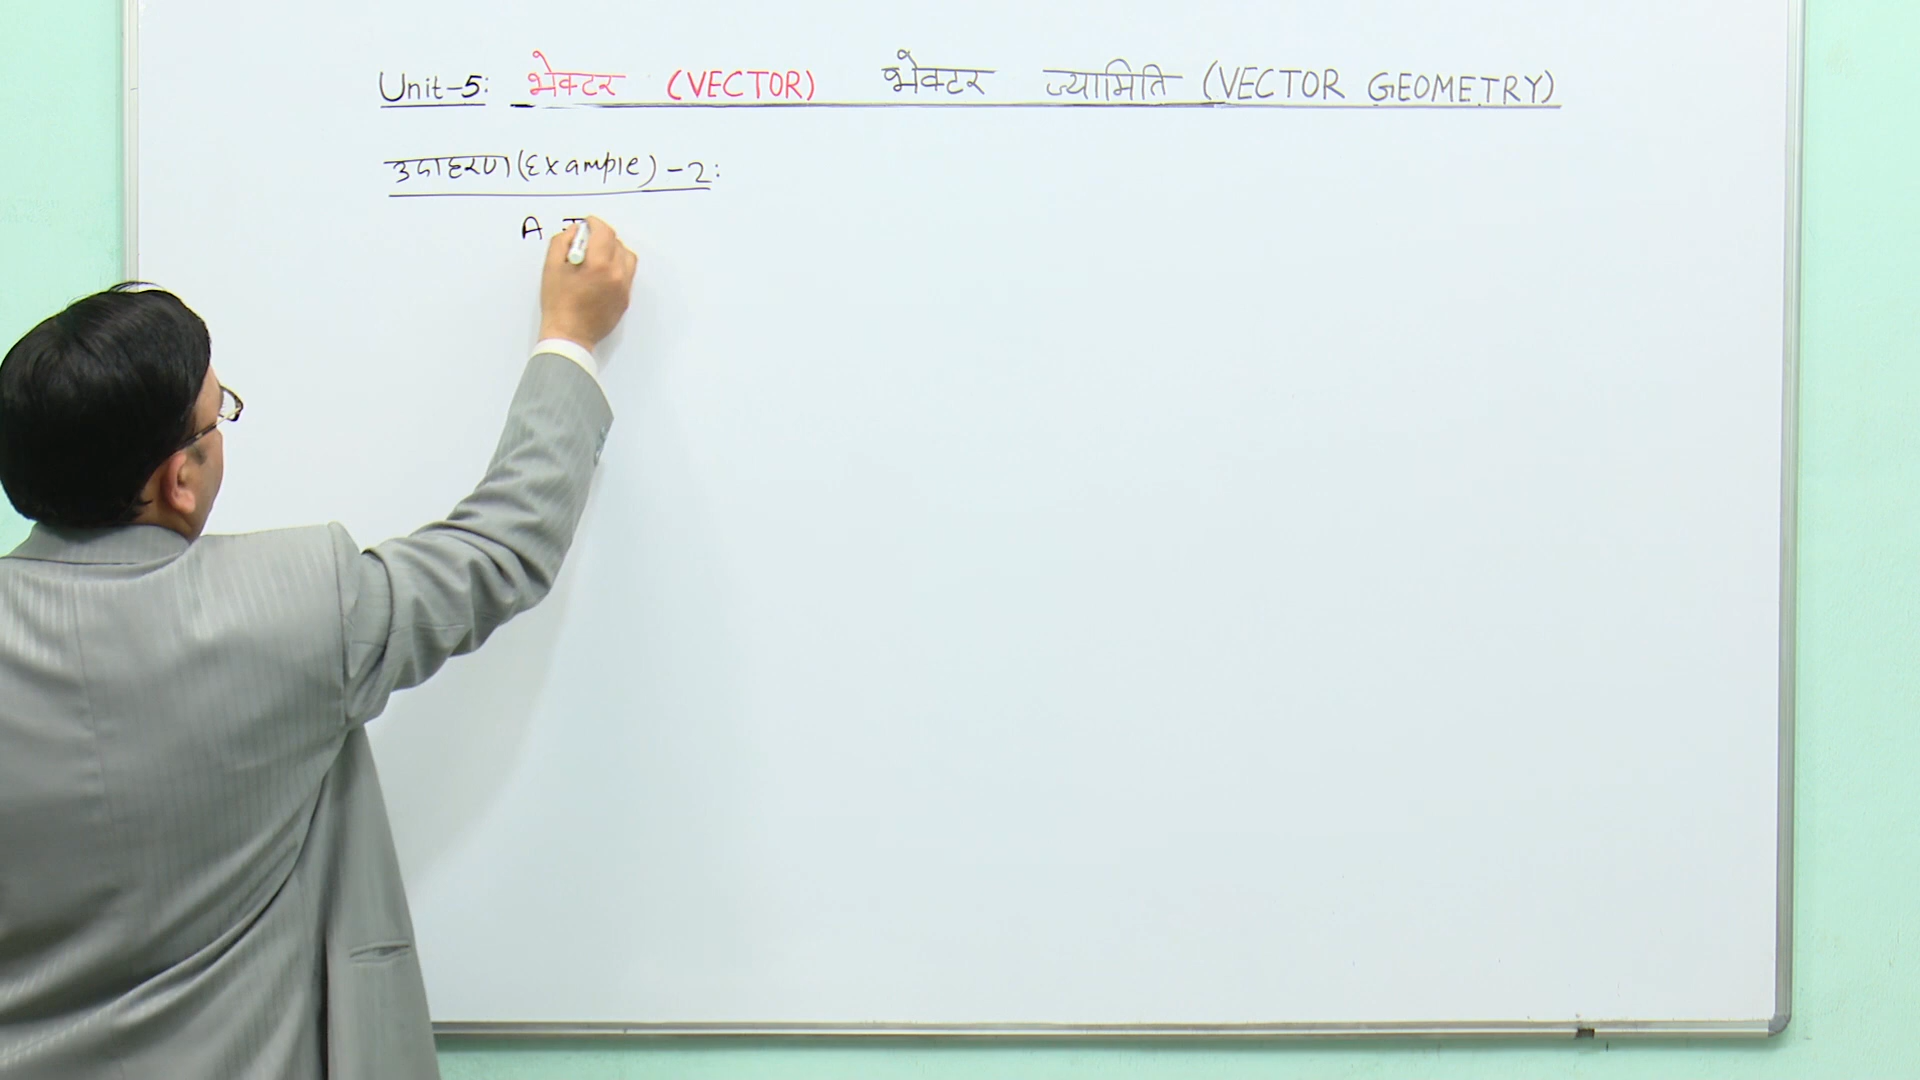 Unit-5: भेक्टर (VECTOR) भेक्टर ज्यामिति (VECTOR GEOMETRY)
उदाहरण (Example) - 2:
A